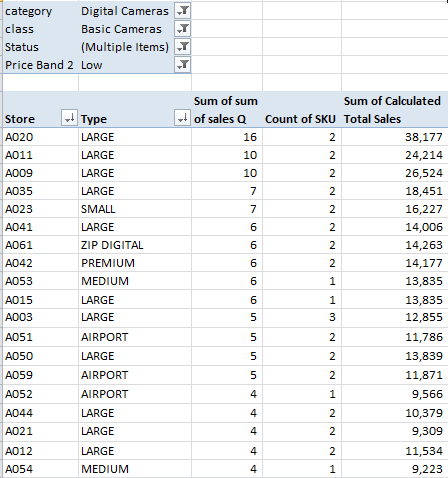 category Digital Cameras
class Basic Cameras
Status (Multiple Items)
Price Band 2 Low
Sum of sum Sum of Calculated
Store Type of sales Q Count of SKU Total Sales
A020 LARGE 16 2 38,177
A011 LARGE 10 2 24,214
A009 LARGE 10 2 26,524
A035 LARGE 7 2 18,451
A023 SMALL 7 2 16,227
A041 LARGE 6 2 14,006
A061 ZIP DIGITAL 6 2 14,263
A042 PREMIUM 6 2 14,177
A053 MEDIUM 6 1 13,835
A015 LARGE 6 1 13,835
A003 LARGE 5 3 12,855
A051 AIRPORT 5 2 11,786
A050 LARGE 5 2 13,839
A059 AIRPORT 5 2 11,871
A052 AIRPORT 4 1 9,566
A044 LARGE 4 2 10,379
A021 LARGE 4 2 9,309
A012 LARGE 4 2 11,534
A054 MEDIUM 4 1 9,223